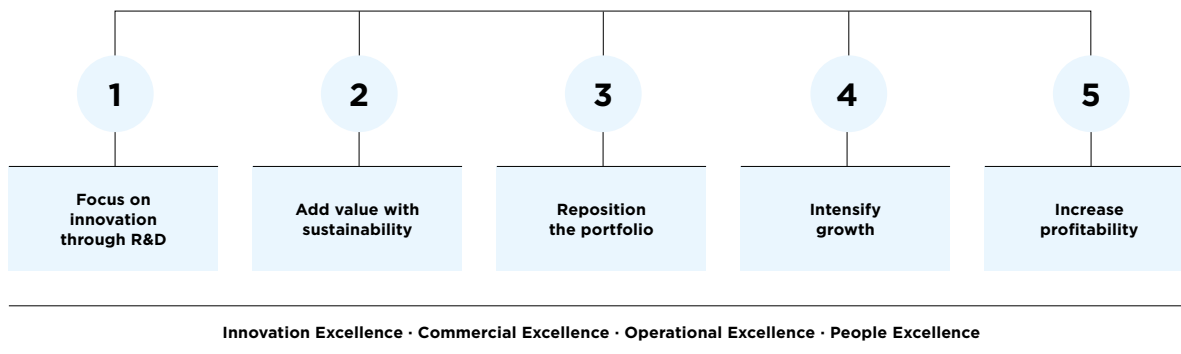 1
2
3
4
5
Focus on
innovation
through R&D
Add value with
sustainability
Reposition
the portfolio
Intensify
growth
Increase
profitability
Innovation Excellence · Commercial Excellence · Operational Excellence · People Excellence